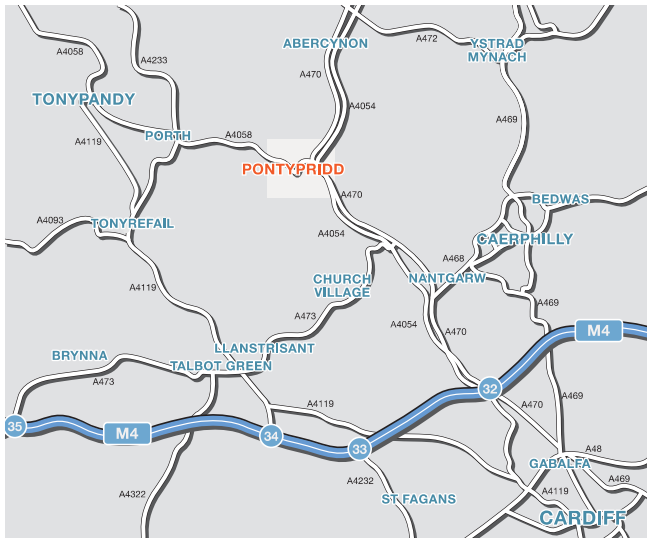 ABERCYNON
A472
YSTRAD
MYNACH
A4058
A4233
A470
TONYPANDY
A4054
A469
A4119
PORTH
A4058
PONTYPRIDD
A470
BEDWAS
A4093
TONYREFAIL
A4054
CAERPHILLY
A468
A4119
CHURCH
VILLAGE
NANTGARW
A469
A473
A4054
A470
M4
LLANSTRISANT
BRYNNA
TALBOT GREEN
A473
32
A469
A4119
A470
35
M4
34
33
A48
GABALFA
A4322
A4232
A469
A4119
ST FAGANS
CARDIFF